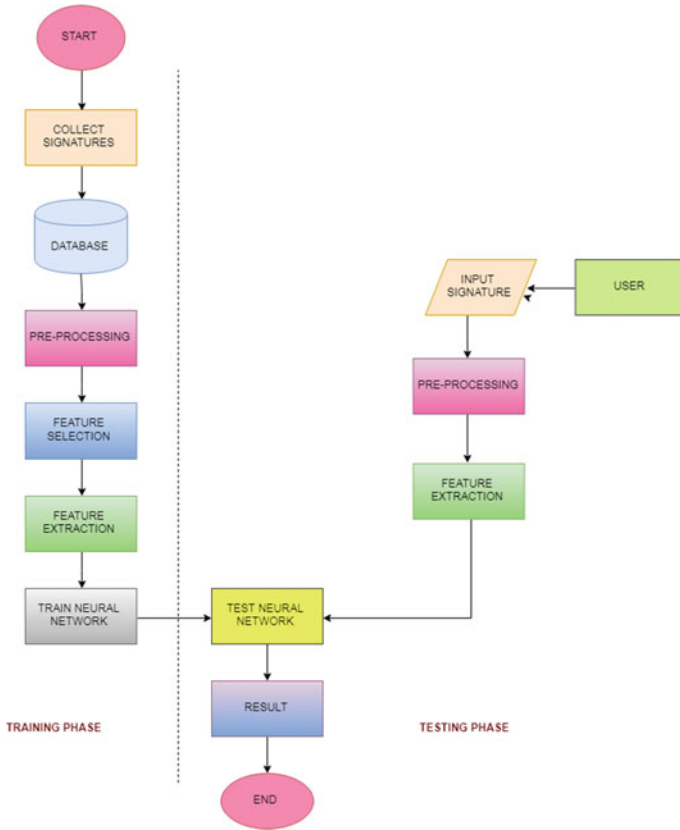 START
COLLECT
SIGNATURES
DATABASE
PRE-PROCESSING
FEATURE
SELECTION
FEATURE
EXTRACTION
TRAIN NEURAL
NETWORK
TRAINING PHASE
USER
INPUT
SIGNATURE
PRE-PROCESSING
FEATURE
EXTRACTION
TEST NEURAL
NETWORK
RESULT
END
TESTING PHASE